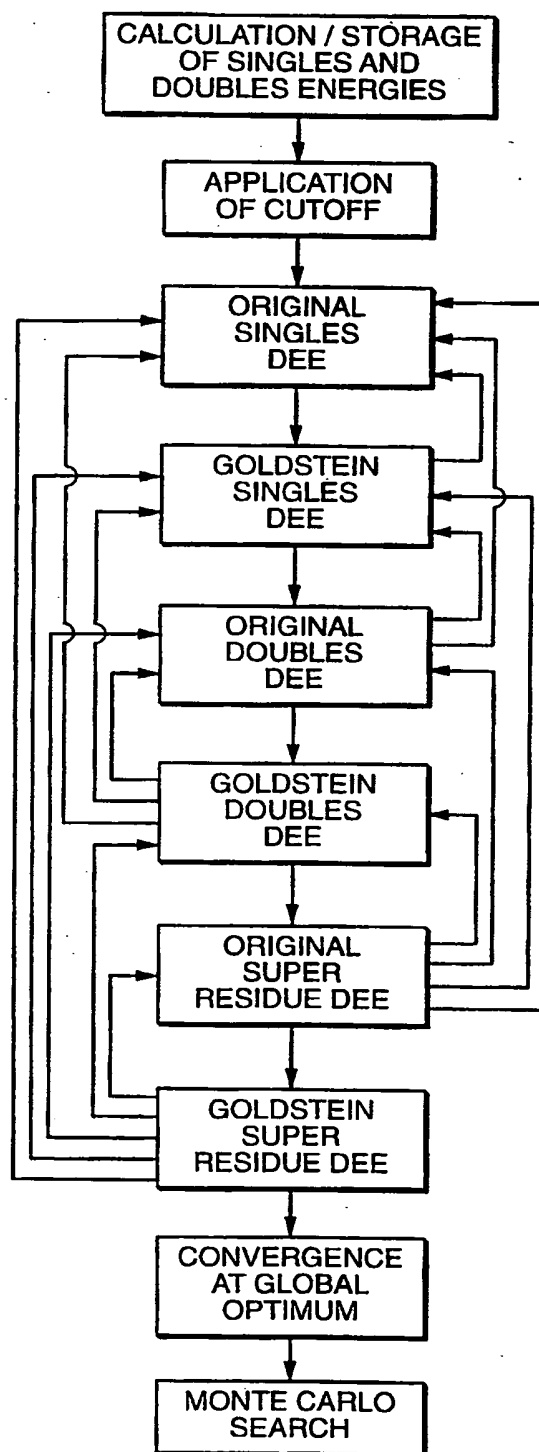 CALCULATION / STORAGE
OF SINGLES AND
DOUBLES ENERGIES
APPLICATION
OF CUTOFF
ORIGINAL
SINGLES
DEE
GOLDSTEIN
SINGLES
DEE
ORIGINAL
DOUBLES
DEE
GOLDSTEIN
DOUBLES
DEE
ORIGINAL
SUPER
RESIDUE DEE
GOLDSTEIN
SUPER
RESIDUE DEE
CONVERGENCE
AT GLOBAL
OPTIMUM
MONTE CARLO
SEARCH